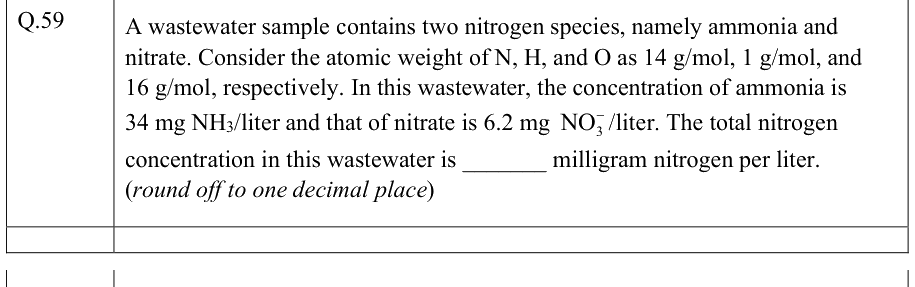 Q.59
A wastewater sample contains two nitrogen species, namely ammonia and
nitrate. Consider the atomic weight of N, H, and O as 14 g/mol, 1 g/mol, and
16 g/mol, respectively. In this wastewater, the concentration of ammonia is
34 mg NH₃/liter and that of nitrate is 6.2 mg NO₃⁻/liter. The total nitrogen
concentration in this wastewater is ________ milligram nitrogen per liter.
(round off to one decimal place)